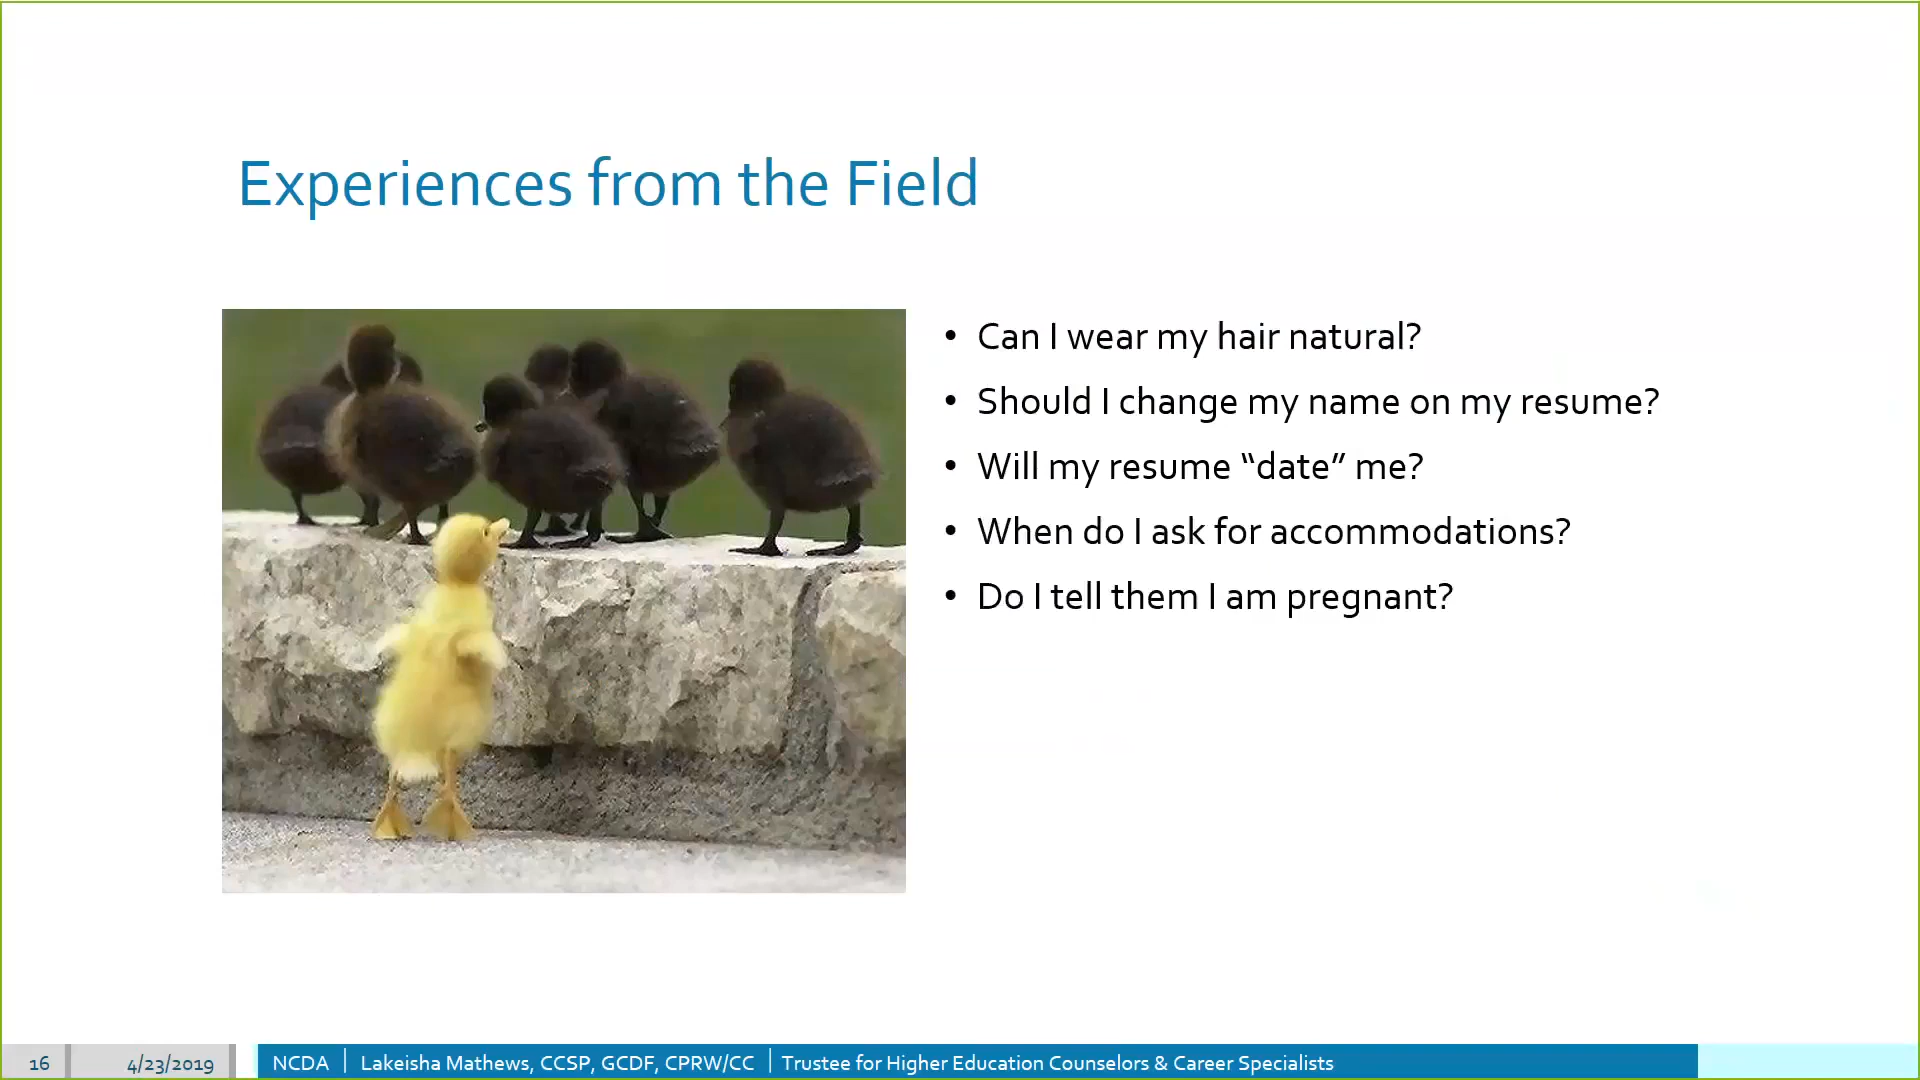 Experiences from the Field
• Can I wear my hair natural?
• Should I change my name on my resume?
• Will my resume “date” me?
• When do I ask for accommodations?
• Do I tell them I am pregnant?
16 4/23/2019 NCDA | Lakeisha Mathews, CCSP, GCDF, CPRW/CC | Trustee for Higher Education Counselors & Career Specialists